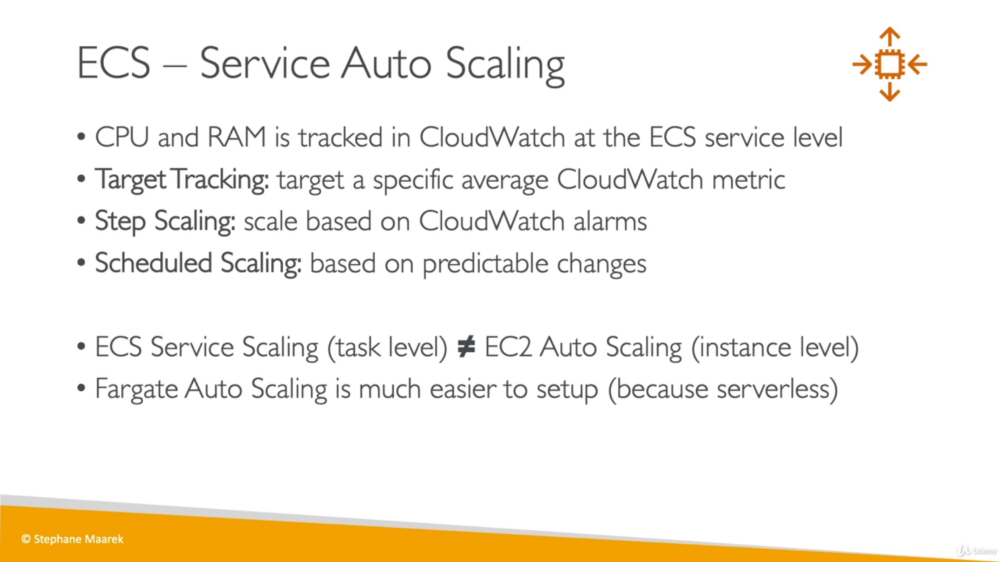 ECS – Service Auto Scaling
• CPU and RAM is tracked in CloudWatch at the ECS service level
• Target Tracking: target a specific average CloudWatch metric
• Step Scaling: scale based on CloudWatch alarms
• Scheduled Scaling: based on predictable changes
• ECS Service Scaling (task level) ≠ EC2 Auto Scaling (instance level)
• Fargate Auto Scaling is much easier to setup (because serverless)
© Stephane Maarek
Udemy